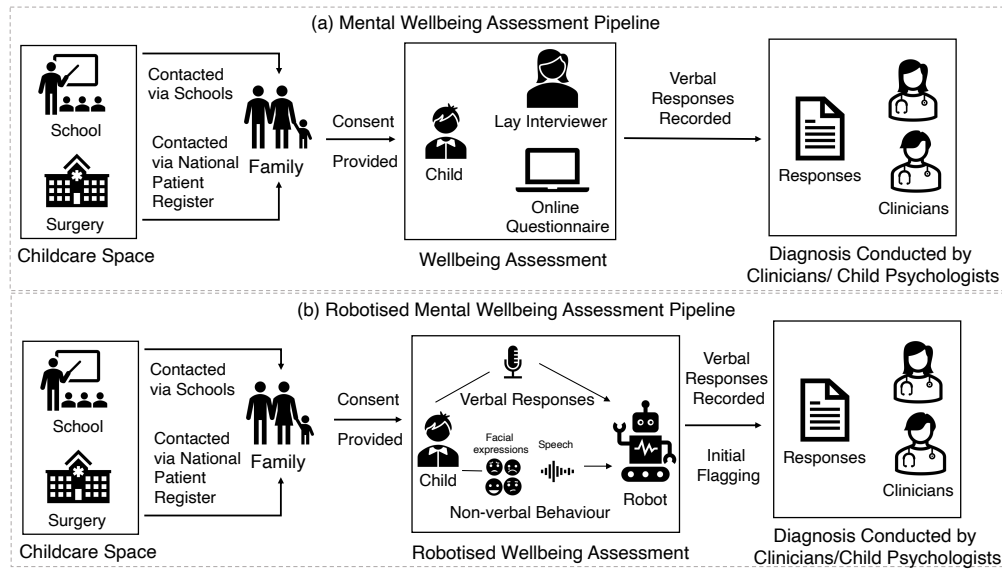 (a) Mental Wellbeing Assessment Pipeline
School
Surgery
Childcare Space
Contacted
via Schools
Contacted
via National
Patient
Register
Family
Consent
Provided
Child
Lay Interviewer
Online
Questionnaire
Wellbeing Assessment
Verbal
Responses
Recorded
Responses
Clinicians
Diagnosis Conducted by
Clinicians/ Child Psychologists
(b) Robotised Mental Wellbeing Assessment Pipeline
School
Surgery
Childcare Space
Contacted
via Schools
Contacted
via National
Patient
Register
Family
Consent
Provided
Verbal Responses
Child
Facial
expressions
Speech
Non-verbal Behaviour
Robot
Robotised Wellbeing Assessment
Verbal
Responses
Recorded
Initial
Flagging
Responses
Clinicians
Diagnosis Conducted by
Clinicians/Child Psychologists